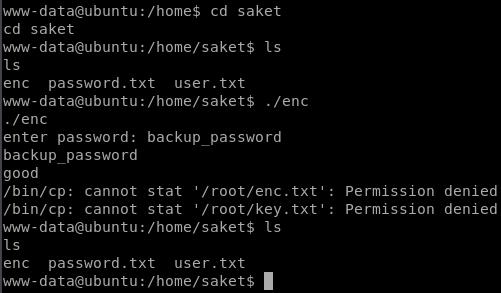 www-data@ubuntu:/home$ cd saket
cd saket
www-data@ubuntu:/home/saket$ ls
ls
enc  password.txt  user.txt
www-data@ubuntu:/home/saket$ ./enc
./enc
enter password: backup_password
backup_password
good
/bin/cp: cannot stat '/root/enc.txt': Permission denied
/bin/cp: cannot stat '/root/key.txt': Permission denied
www-data@ubuntu:/home/saket$ ls
ls
enc  password.txt  user.txt
www-data@ubuntu:/home/saket$